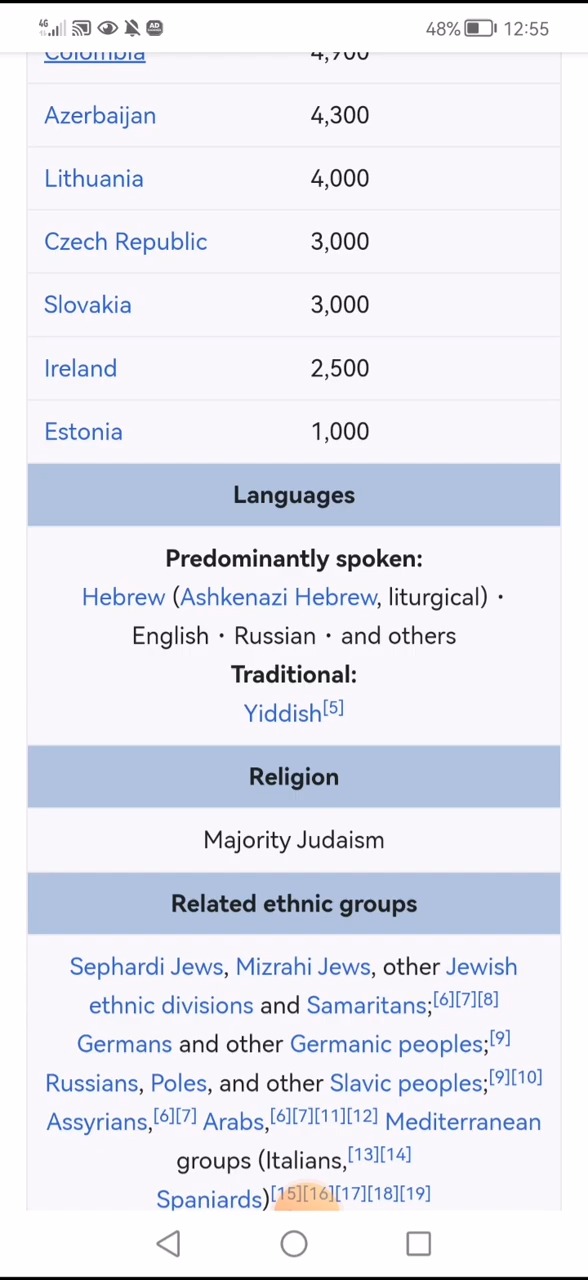 4G 48% 12:55
Colombia 4,900
Azerbaijan 4,300
Lithuania 4,000
Czech Republic 3,000
Slovakia 3,000
Ireland 2,500
Estonia 1,000
Languages
Predominantly spoken:
Hebrew (Ashkenazi Hebrew, liturgical) •
English • Russian • and others
Traditional:
Yiddish[5]
Religion
Majority Judaism
Related ethnic groups
Sephardi Jews, Mizrahi Jews, other Jewish
ethnic divisions and Samaritans;[6][7][8]
Germans and other Germanic peoples;[9]
Russians, Poles, and other Slavic peoples;[9][10]
Assyrians,[6][7] Arabs,[6][7][11][12] Mediterranean
groups (Italians,[13][14]
Spaniards)[15][16][17][18][19]